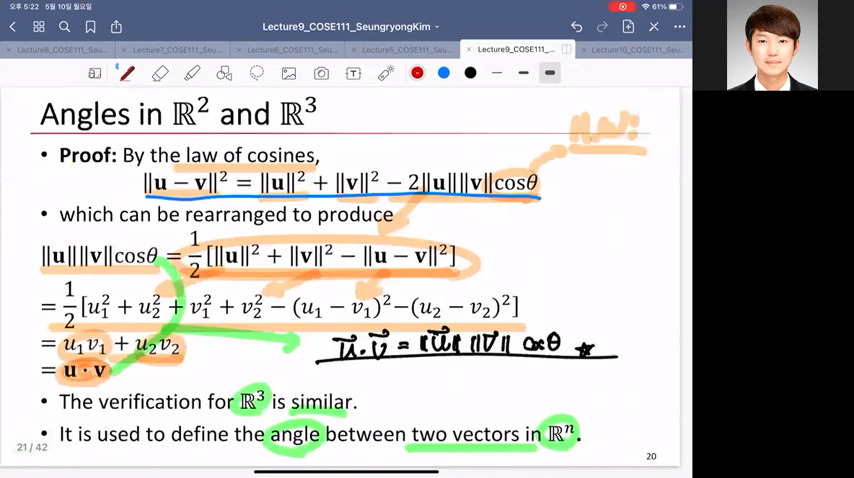 오후 5:22 5월 10일 월요일
61%
Lecture9_COSE111_SeungryongKim
Lecture8_COSE111_Seu...
Lecture7_COSE111_Seu...
Lecture6_COSE111_Seu...
Lecture5_COSE111_Seu...
Lecture9_COSE111_...
Lecture10_COSE111_Seu...
Angles in ℝ² and ℝ³
H.W!
• Proof: By the law of cosines,
‖u − v‖² = ‖u‖² + ‖v‖² − 2‖u‖‖v‖cosθ
• which can be rearranged to produce
‖u‖‖v‖cosθ = 1/2 [‖u‖² + ‖v‖² − ‖u − v‖²]
= 1/2 [u₁² + u₂² + v₁² + v₂² − (u₁ − v₁)² −(u₂ − v₂)²]
= u₁v₁ + u₂v₂
u⃗ · v⃗ = ‖u⃗‖ ‖v⃗‖ cosθ ☆
= u · v
• The verification for ℝ³ is similar.
• It is used to define the angle between two vectors in ℝⁿ.
21 / 42
20